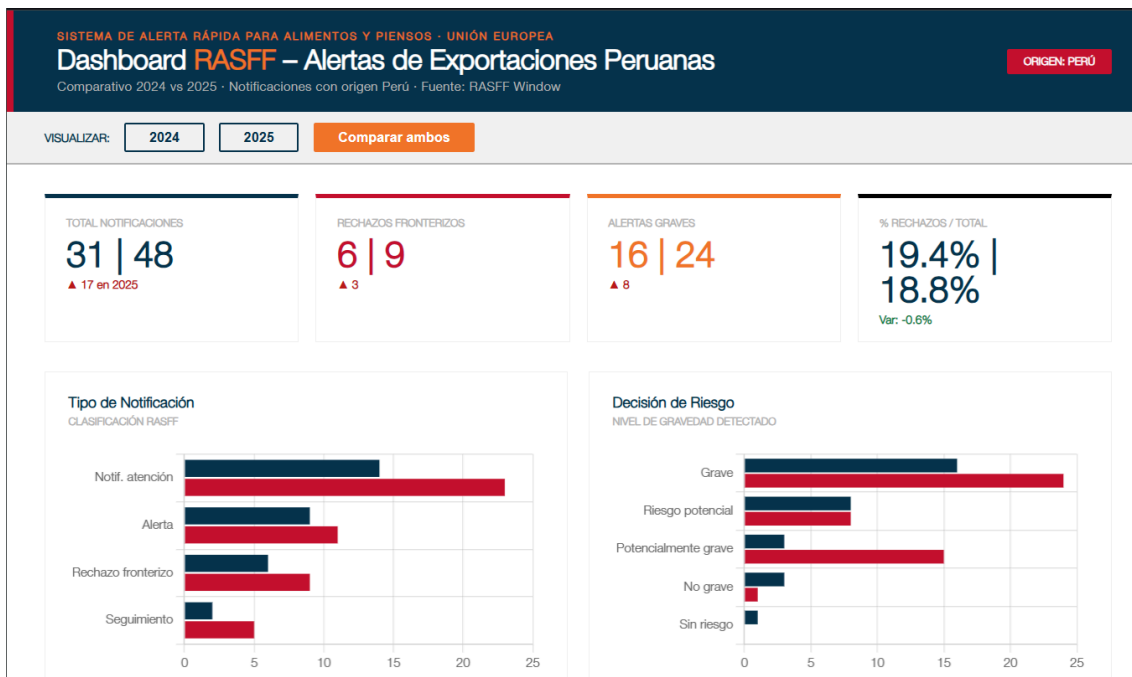 SISTEMA DE ALERTA RÁPIDA PARA ALIMENTOS Y PIENSOS · UNIÓN EUROPEA
Dashboard RASFF – Alertas de Exportaciones Peruanas
Comparativo 2024 vs 2025 · Notificaciones con origen Perú · Fuente: RASFF Window
ORIGEN: PERÚ
VISUALIZAR:
2024
2025
Comparar ambos
TOTAL NOTIFICACIONES
31 | 48
▲ 17 en 2025
RECHAZOS FRONTERIZOS
6 | 9
▲ 3
ALERTAS GRAVES
16 | 24
▲ 8
% RECHAZOS / TOTAL
19.4% |
18.8%
Var: -0.6%
Tipo de Notificación
CLASIFICACIÓN RASFF
Notif. atención
Alerta
Rechazo fronterizo
Seguimiento
0 5 10 15 20 25
Decisión de Riesgo
NIVEL DE GRAVEDAD DETECTADO
Grave
Riesgo potencial
Potencialmente grave
No grave
Sin riesgo
0 5 10 15 20 25